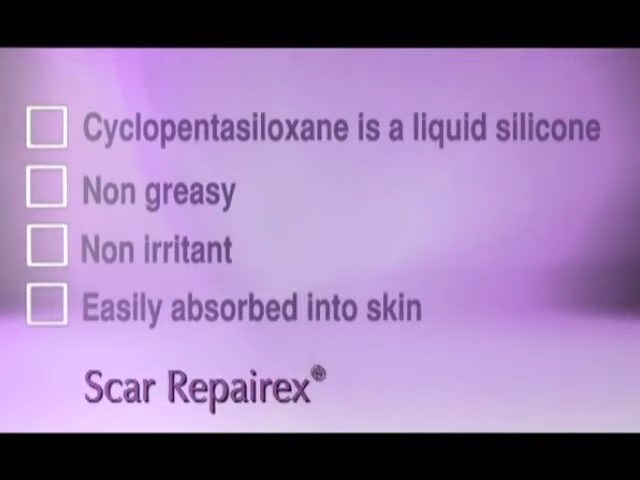 Cyclopentasiloxane is a liquid silicone
Non greasy
Non irritant
Easily absorbed into skin
Scar Repairex®